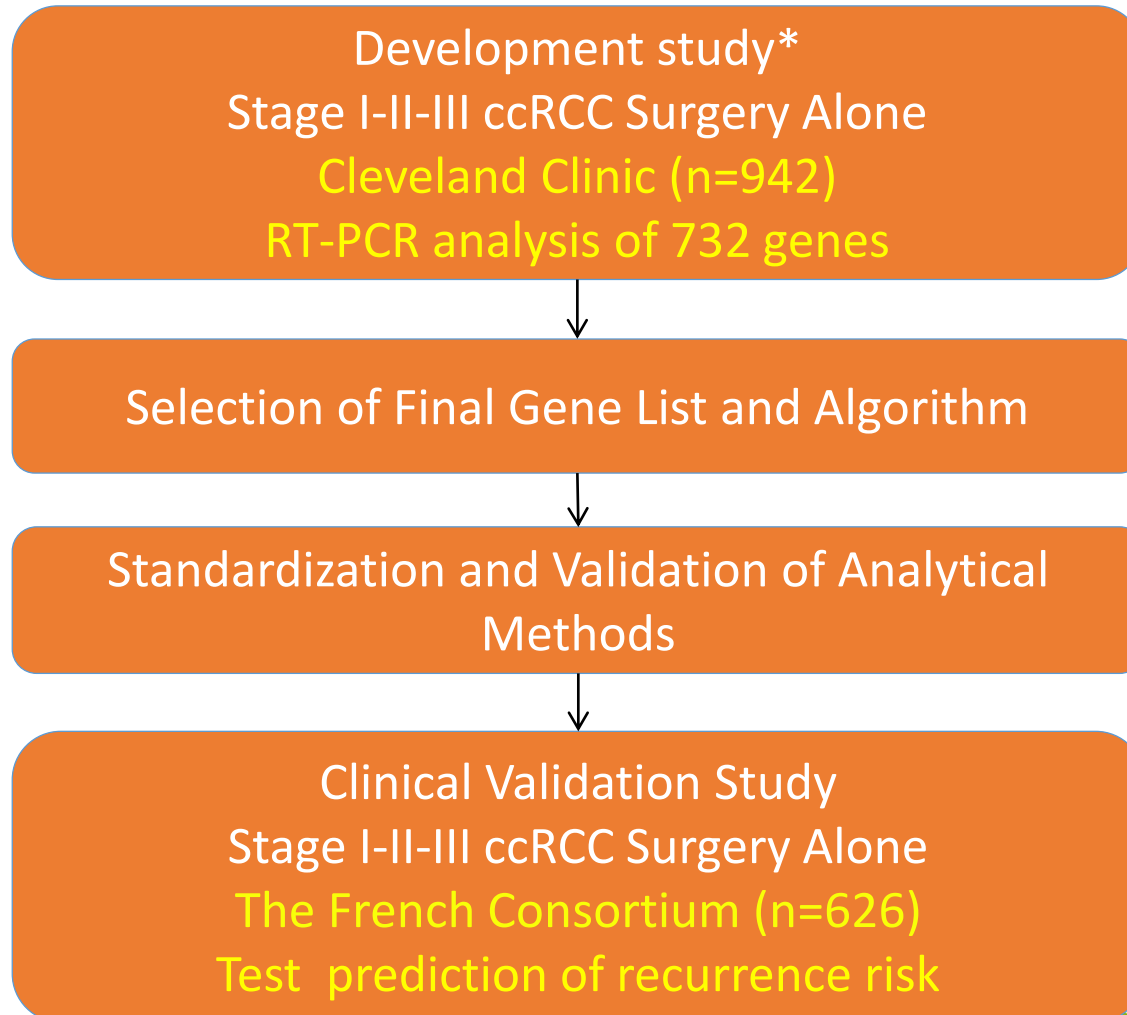 Development study*
Stage I-II-III ccRCC Surgery Alone
Cleveland Clinic (n=942)
RT-PCR analysis of 732 genes
Selection of Final Gene List and Algorithm
Standardization and Validation of Analytical
Methods
Clinical Validation Study
Stage I-II-III ccRCC Surgery Alone
The French Consortium (n=626)
Test  prediction of recurrence risk